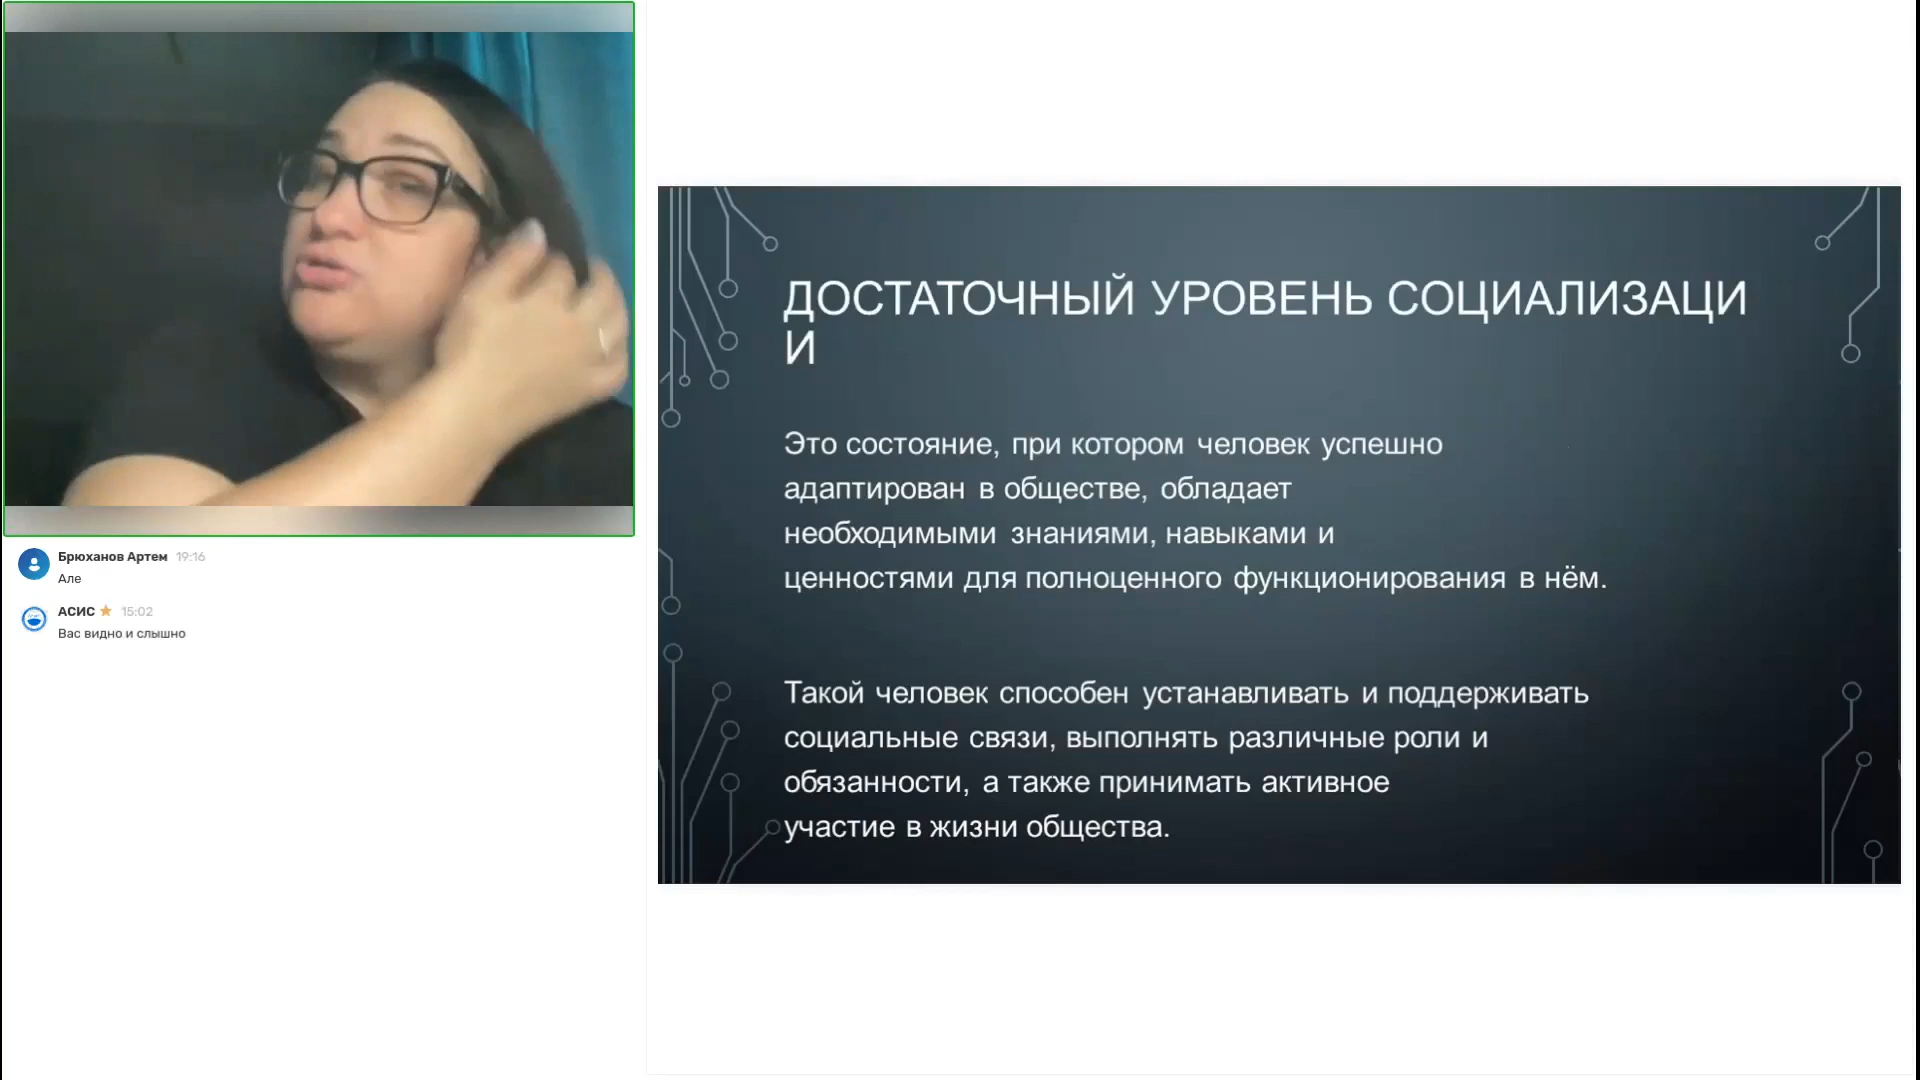 Брюханов Артем 19:16
Але
АСИС 15:02
Вас видно и слышно
ДОСТАТОЧНЫЙ УРОВЕНЬ СОЦИАЛИЗАЦИ
И
Это состояние, при котором человек успешно
адаптирован в обществе, обладает
необходимыми знаниями, навыками и
ценностями для полноценного функционирования в нём.
Такой человек способен устанавливать и поддерживать
социальные связи, выполнять различные роли и
обязанности, а также принимать активное
участие в жизни общества.